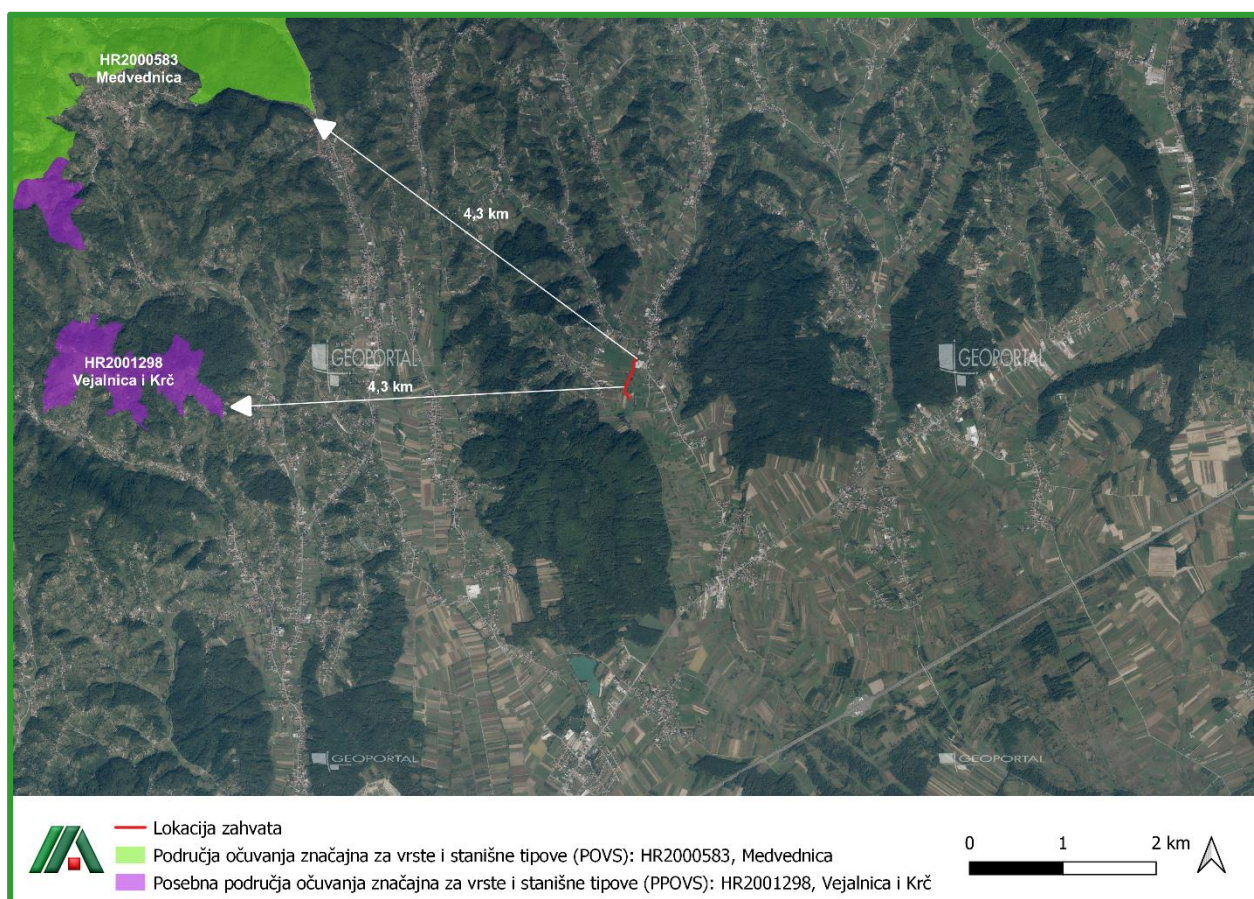 HR2000583
Medvednica
4,3 km
HR2001298
Vejalnica i Krč
4,3 km
GEOPORTAL
GEOPORTAL
GEOPORTAL
GEOPORTAL
Lokacija zahvata
Područja očuvanja značajna za vrste i stanišne tipove (POVS): HR2000583, Medvednica
Posebna područja očuvanja značajna za vrste i stanišne tipove (PPOVS): HR2001298, Vejalnica i Krč
0 1 2 km